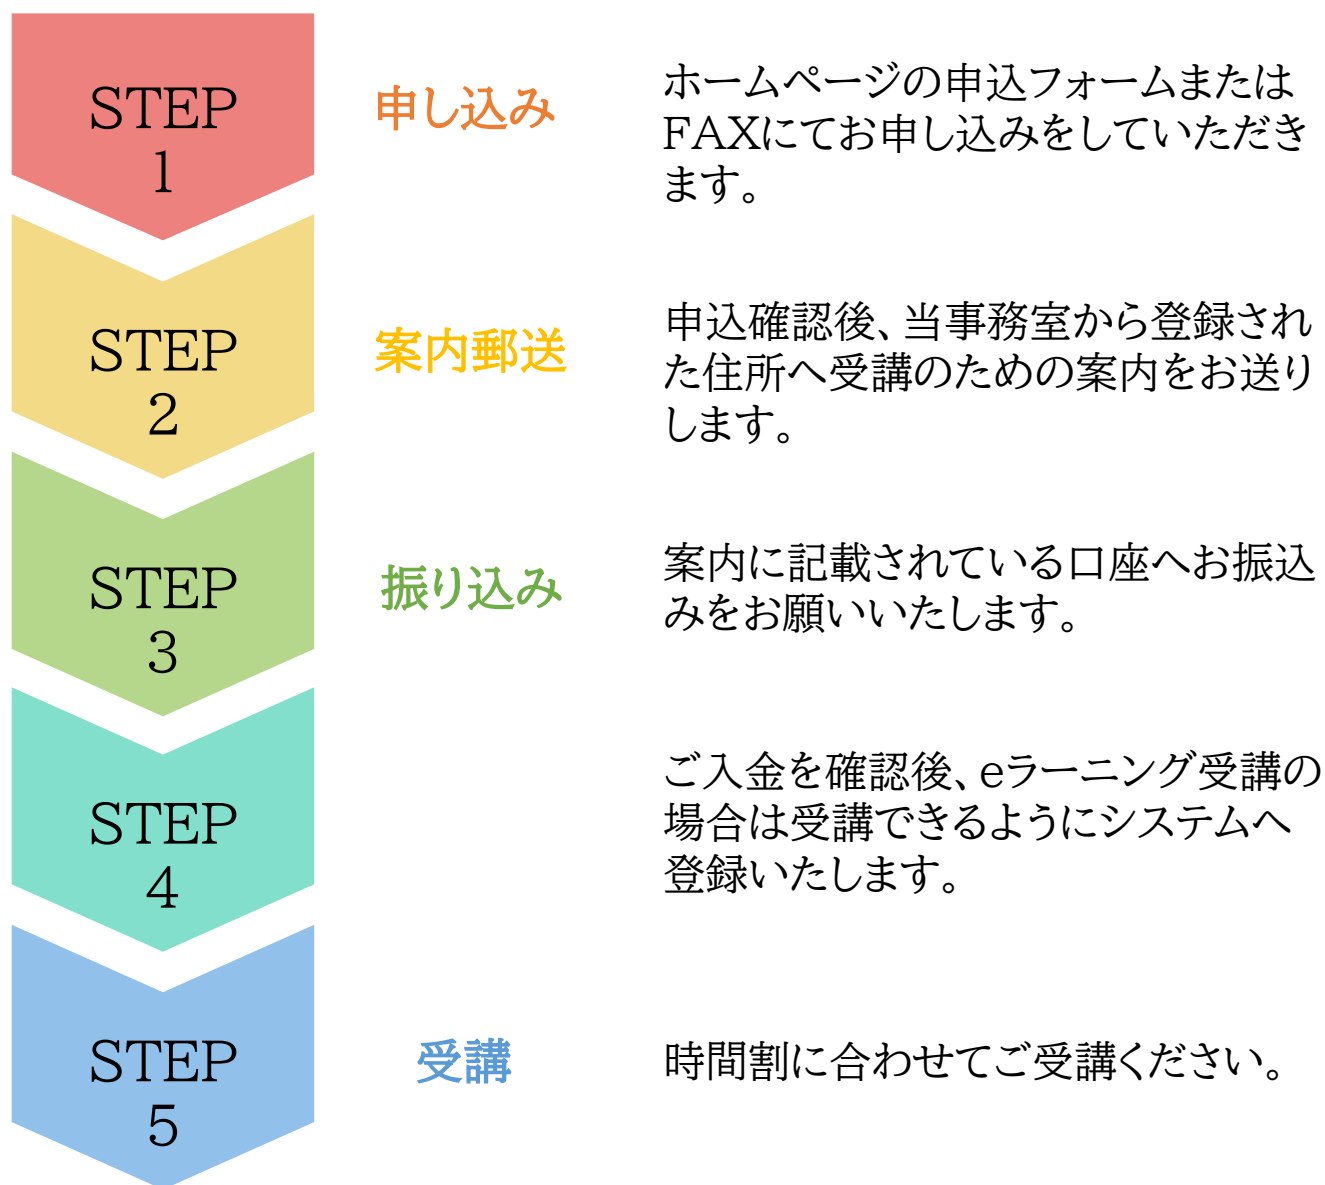 STEP
1
申し込み
ホームページの申込フォームまたは
FAXにてお申し込みをしていただき
ます。
STEP
2
案内郵送
申込確認後、当事務室から登録され
た住所へ受講のための案内をお送り
します。
STEP
3
振り込み
案内に記載されている口座へお振込
みをお願いいたします。
STEP
4
ご入金を確認後、eラーニング受講の
場合は受講できるようにシステムへ
登録いたします。
STEP
5
受講
時間割に合わせてご受講ください。